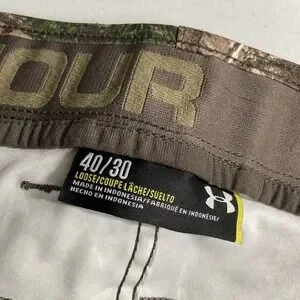 OUR
40/30
LOOSE/COUPE LÂCHE/SUELTO
MADE IN INDONESIA/FABRIQUÉ EN INDONÉSIE/
HECHO EN INDONESIA